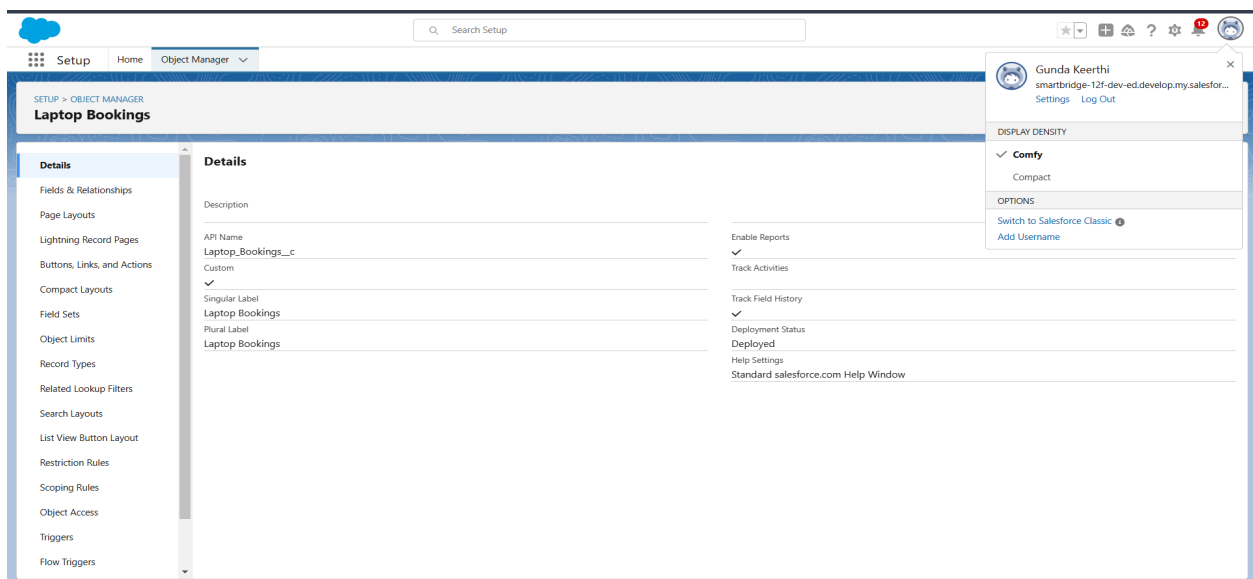 Search Setup
12
Setup
Home
Object Manager
Gunda Keerthi
smartbridge-12f-dev-ed.develop.my.salesfor...
Settings Log Out
SETUP > OBJECT MANAGER
Laptop Bookings
DISPLAY DENSITY
Comfy
Compact
OPTIONS
Switch to Salesforce Classic
Add Username
Details
Fields & Relationships
Page Layouts
Lightning Record Pages
Buttons, Links, and Actions
Compact Layouts
Field Sets
Object Limits
Record Types
Related Lookup Filters
Search Layouts
List View Button Layout
Restriction Rules
Scoping Rules
Object Access
Triggers
Flow Triggers
Details
Description
API Name
Laptop_Bookings__c
Custom
Singular Label
Laptop Bookings
Plural Label
Laptop Bookings
Enable Reports
Track Activities
Track Field History
Deployment Status
Deployed
Help Settings
Standard salesforce.com Help Window